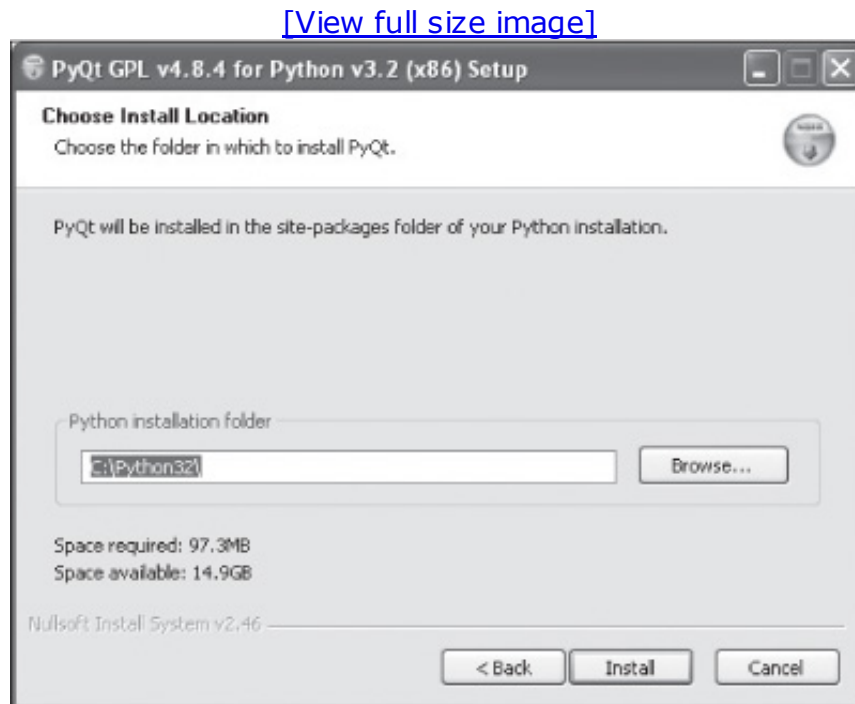 [View full size image]
PyQt GPL v4.8.4 for Python v3.2 (x86) Setup
Choose Install Location
Choose the folder in which to install PyQt.
PyQt will be installed in the site-packages folder of your Python installation.
Python installation folder
C:\Python32\
Browse...
Space required: 97.3MB
Space available: 14.9GB
Nullsoft Install System v2.46
< Back
Install
Cancel